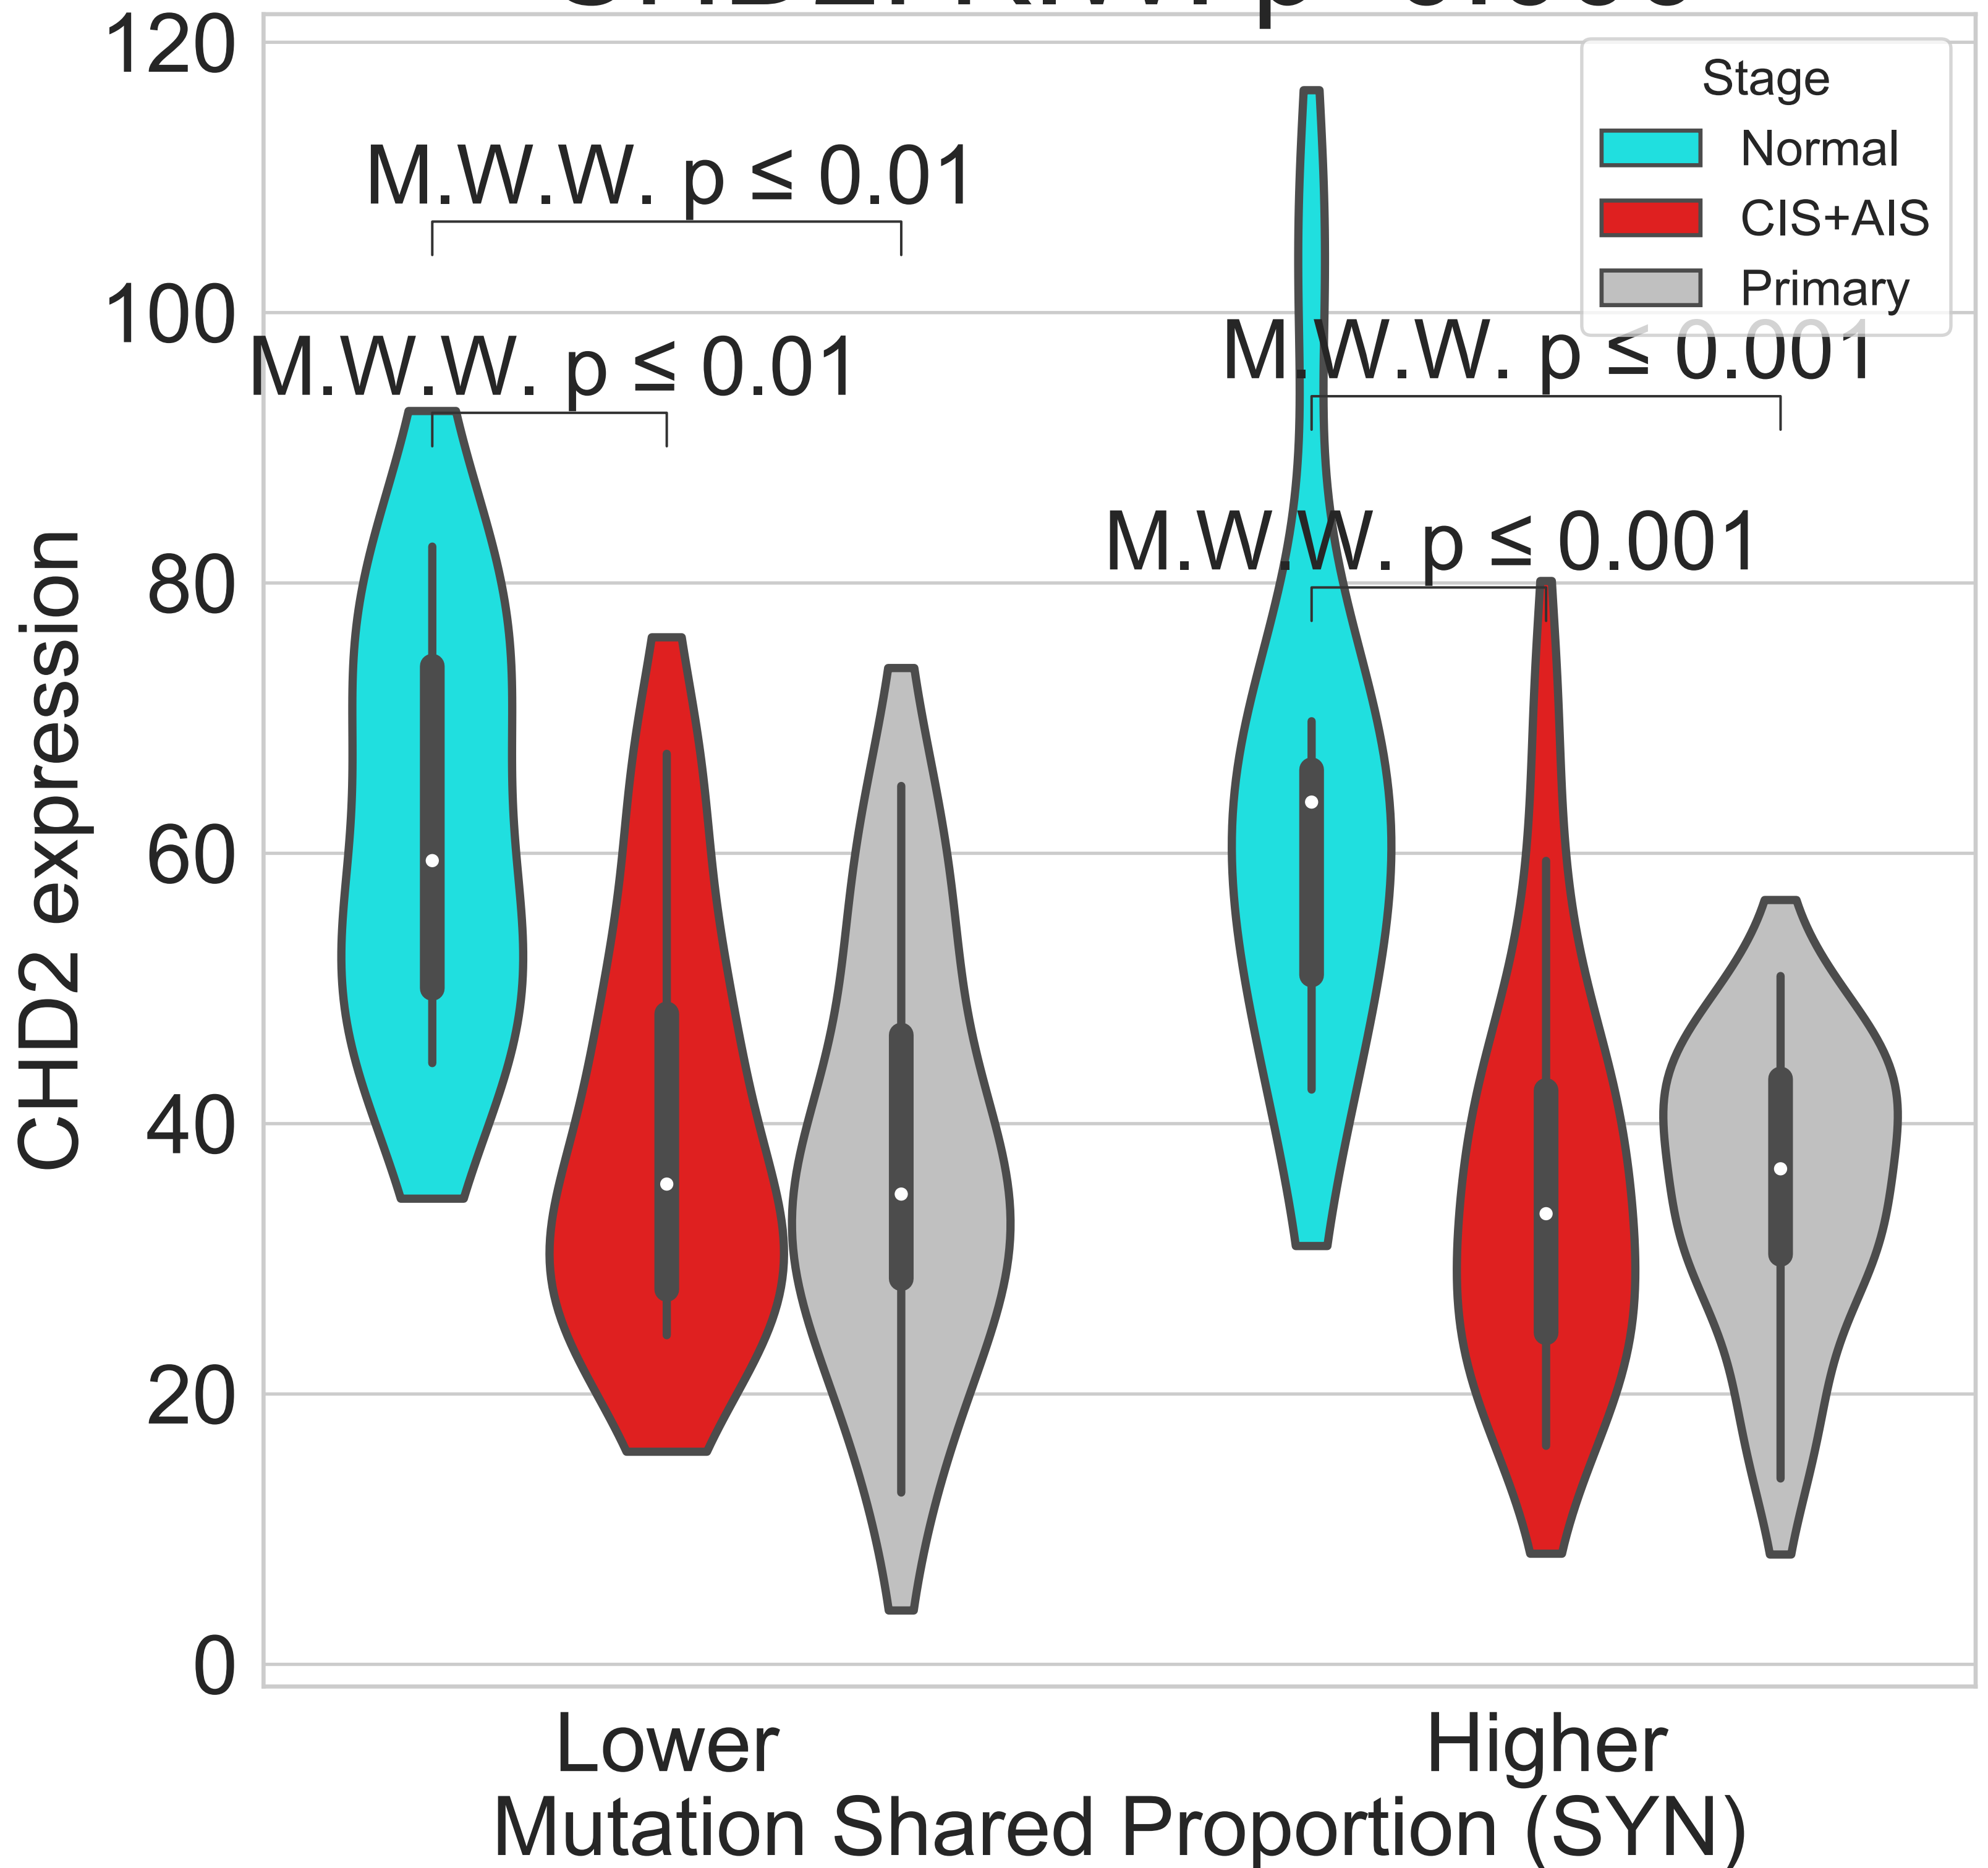 120
Stage
Normal
CIS+AIS
Primary
M.W.W. p ≤ 0.01
100
M.W.W. p ≤ 0.01
M.W.W. p ≤ 0.001
M.W.W. p ≤ 0.001
80
60
40
20
0
CHD2 expression
Lower
Higher
Mutation Shared Proportion (SYN)